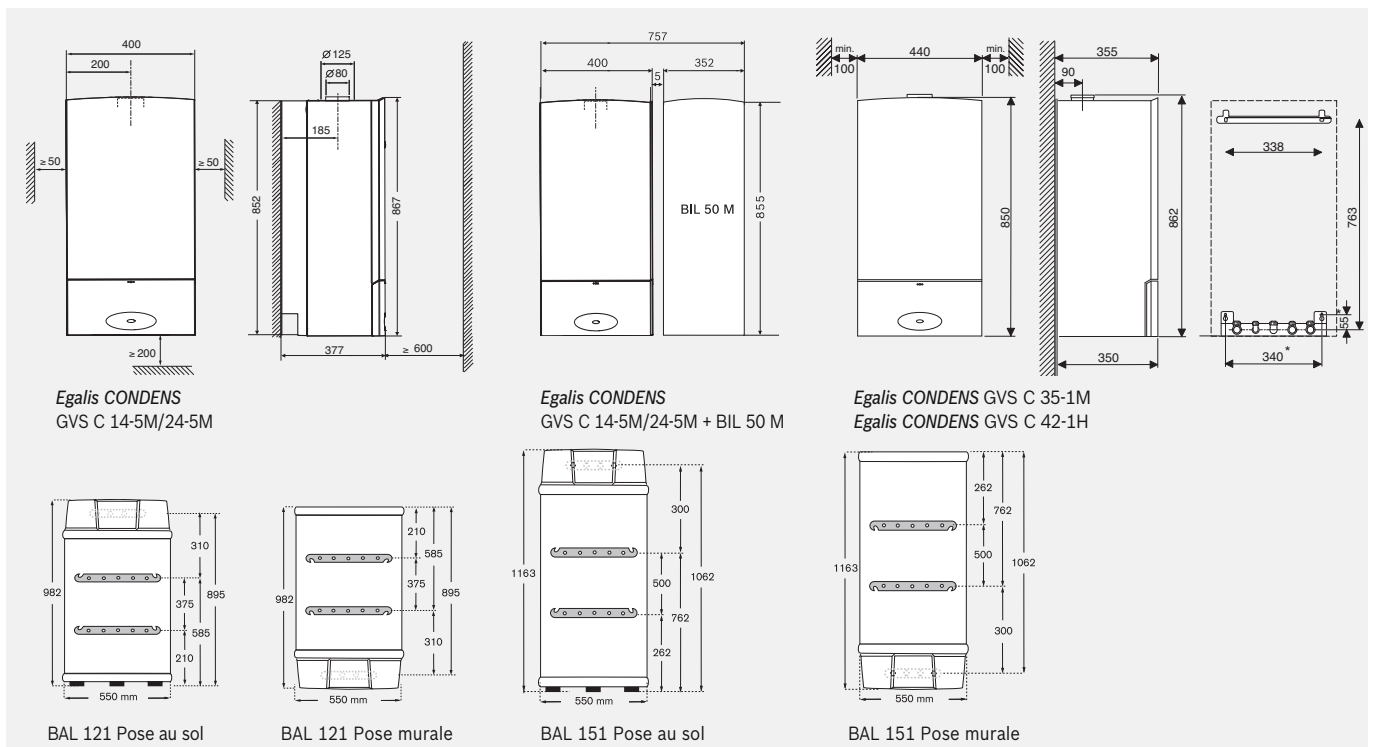 400
200
≥ 50
≥ 50
≥ 200
Ø 125
Ø 80
185
852
867
377
≥ 600
Egalis CONDENS
GVS C 14-5M/24-5M
757
400
352
5
BIL 50 M
855
Egalis CONDENS
GVS C 14-5M/24-5M + BIL 50 M
min.
100
440
min.
100
850
355
90
862
350
338
763
55*
340*
Egalis CONDENS GVS C 35-1M
Egalis CONDENS GVS C 42-1H
982
310
375
895
585
210
550 mm
BAL 121 Pose au sol
982
210
585
375
895
310
550 mm
BAL 121 Pose murale
1163
300
1062
500
762
262
550 mm
BAL 151 Pose au sol
1163
262
762
500
1062
300
550 mm
BAL 151 Pose murale